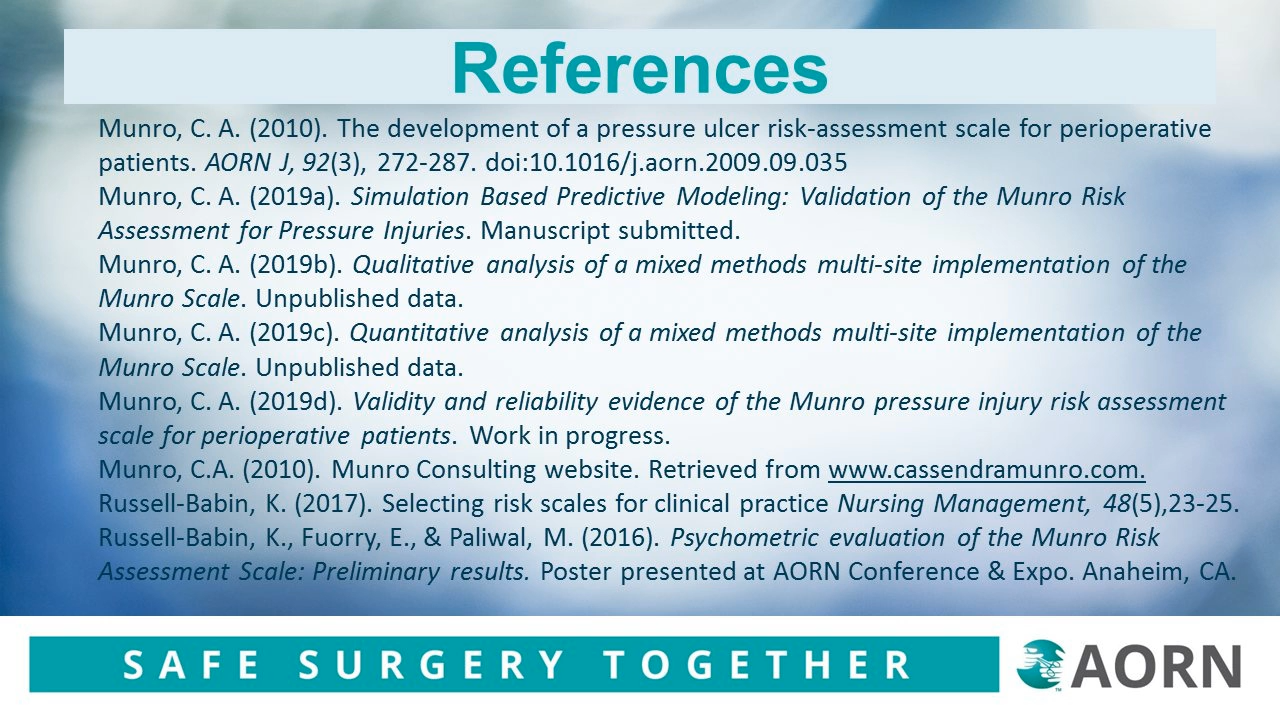 References
Munro, C. A. (2010). The development of a pressure ulcer risk-assessment scale for perioperative
patients. AORN J, 92(3), 272-287. doi:10.1016/j.aorn.2009.09.035
Munro, C. A. (2019a). Simulation Based Predictive Modeling: Validation of the Munro Risk
Assessment for Pressure Injuries. Manuscript submitted.
Munro, C. A. (2019b). Qualitative analysis of a mixed methods multi-site implementation of the
Munro Scale. Unpublished data.
Munro, C. A. (2019c). Quantitative analysis of a mixed methods multi-site implementation of the
Munro Scale. Unpublished data.
Munro, C. A. (2019d). Validity and reliability evidence of the Munro pressure injury risk assessment
scale for perioperative patients. Work in progress.
Munro, C.A. (2010). Munro Consulting website. Retrieved from www.cassendramunro.com.
Russell-Babin, K. (2017). Selecting risk scales for clinical practice Nursing Management, 48(5),23-25.
Russell-Babin, K., Fuorry, E., & Paliwal, M. (2016). Psychometric evaluation of the Munro Risk
Assessment Scale: Preliminary results. Poster presented at AORN Conference & Expo. Anaheim, CA.
SAFE SURGERY TOGETHER
AORN